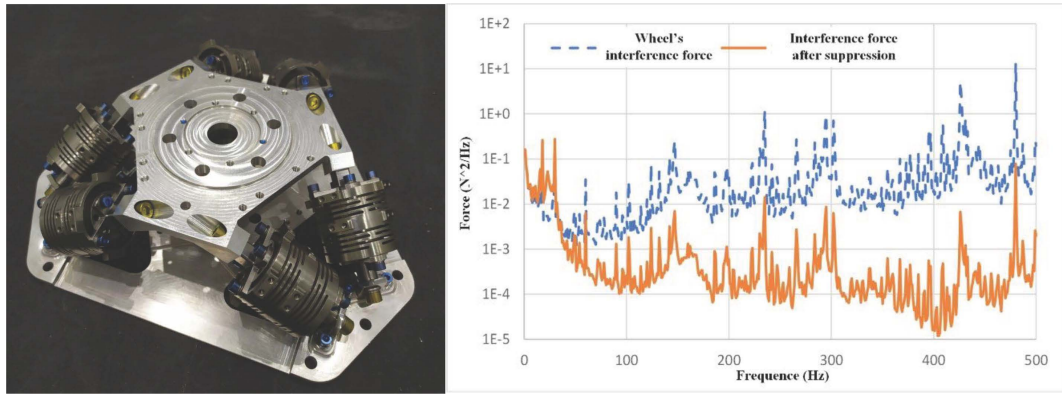 1E+2
Wheel's
interference force
Interference force
after suppression
1E+1
1E+0
1E-1
1E-2
1E-3
1E-4
1E-5
0
100
200
300
400
500
Force (N^2/Hz)
Frequence (Hz)